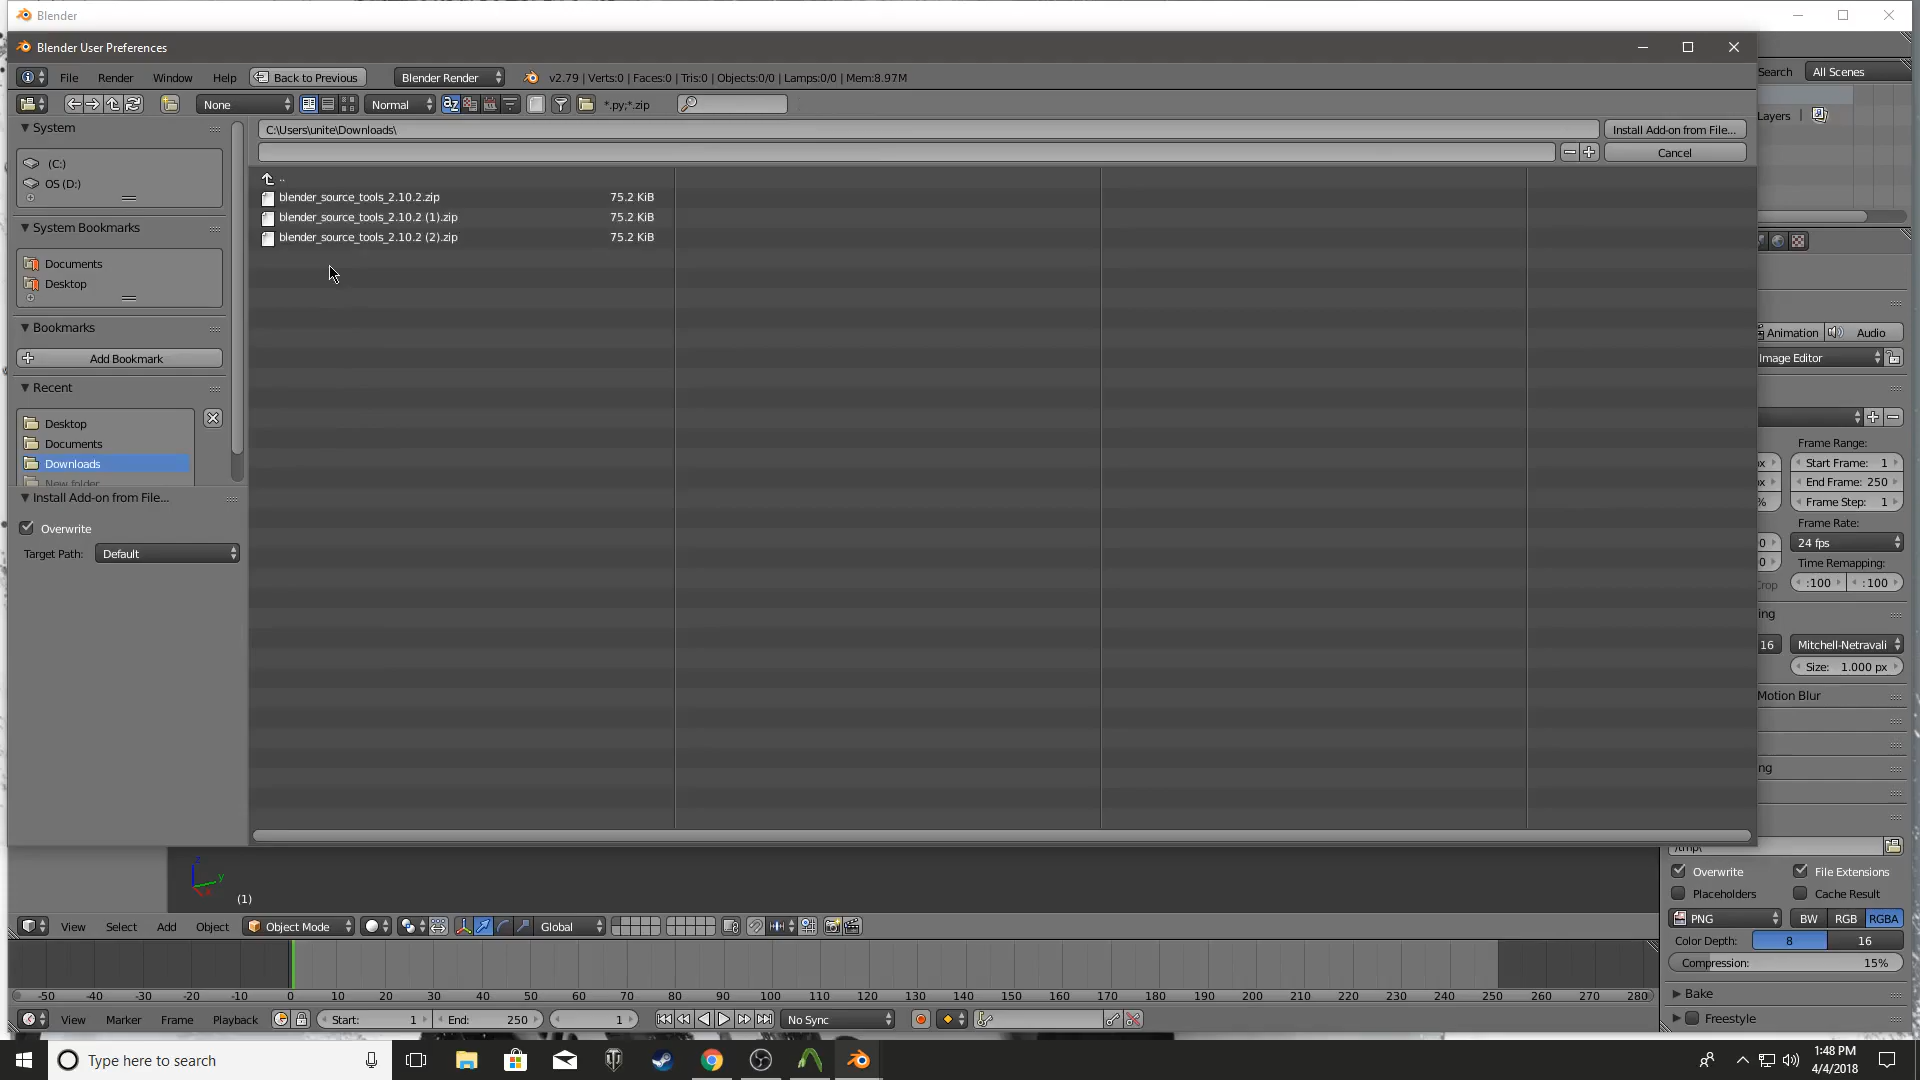 Blender
Blender User Preferences
File Render Window Help Back to Previous Blender Render v2.79 | Verts:0 | Faces:0 | Tris:0 | Objects:0/0 | Lamps:0/0 | Mem:8.97M
Search All Scenes
None Normal *.py;*.zip
Layers |
System
(C:)
OS (D:)
System Bookmarks
Documents
Desktop
Bookmarks
Add Bookmark
Recent
Desktop
Documents
Downloads
New folder
Install Add-on from File...
Overwrite
Target Path: Default
C:\Users\unite\Downloads\
Install Add-on from File...
Cancel
..
blender_source_tools_2.10.2.zip 75.2 KiB
blender_source_tools_2.10.2 (1).zip 75.2 KiB
blender_source_tools_2.10.2 (2).zip 75.2 KiB
Animation Audio
Image Editor
Frame Range:
Start Frame: 1
End Frame: 250
% Frame Step: 1
Frame Rate:
0 24 fps
0 Time Remapping:
Crop :100 :100
ing
16 Mitchell-Netravali
Size: 1.000 px
Motion Blur
ng
/tmp\
Overwrite File Extensions
Placeholders Cache Result
PNG BW RGB RGBA
Color Depth: 8 16
Compression: 15%
Bake
Freestyle
z
y
(1)
View Select Add Object Object Mode Global
-50 -40 -30 -20 -10 0 10 20 30 40 50 60 70 80 90 100 110 120 130 140 150 160 170 180 190 200 210 220 230 240 250 260 270 280
View Marker Frame Playback Start: 1 End: 250 1 No Sync
Type here to search
1:48 PM
4/4/2018